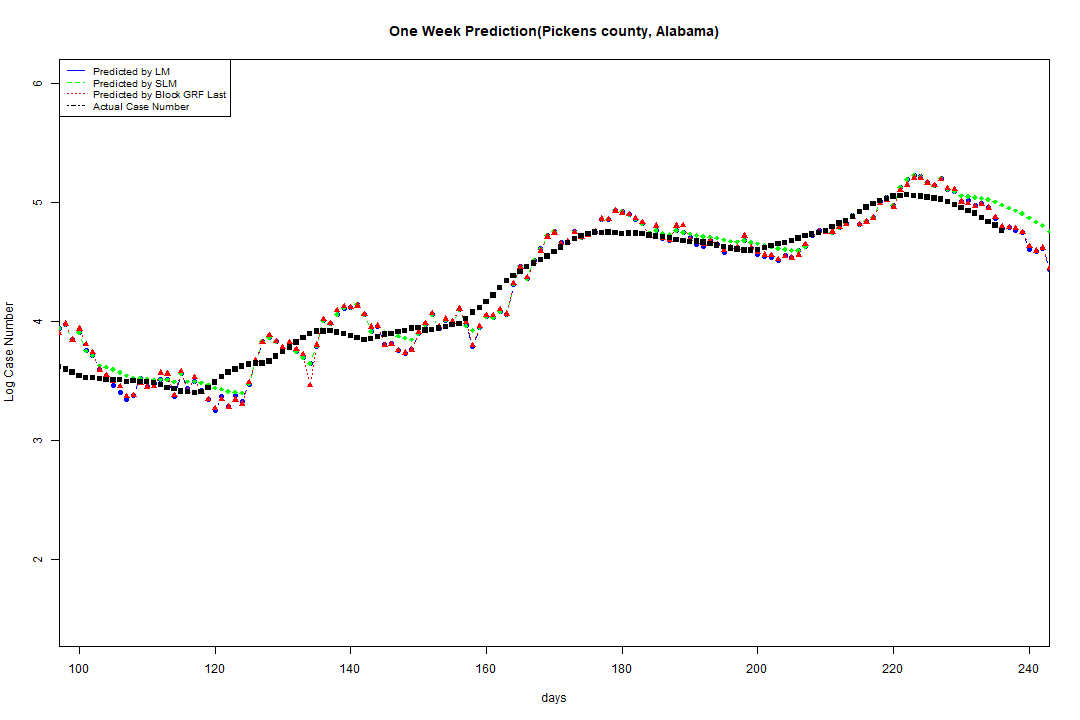 One Week Prediction(Pickens county, Alabama)
Predicted by LM
Predicted by SLM
Predicted by Block GRF Last
Actual Case Number
6
5
4
3
2
Log Case Number
100 120 140 160 180 200 220 240
days